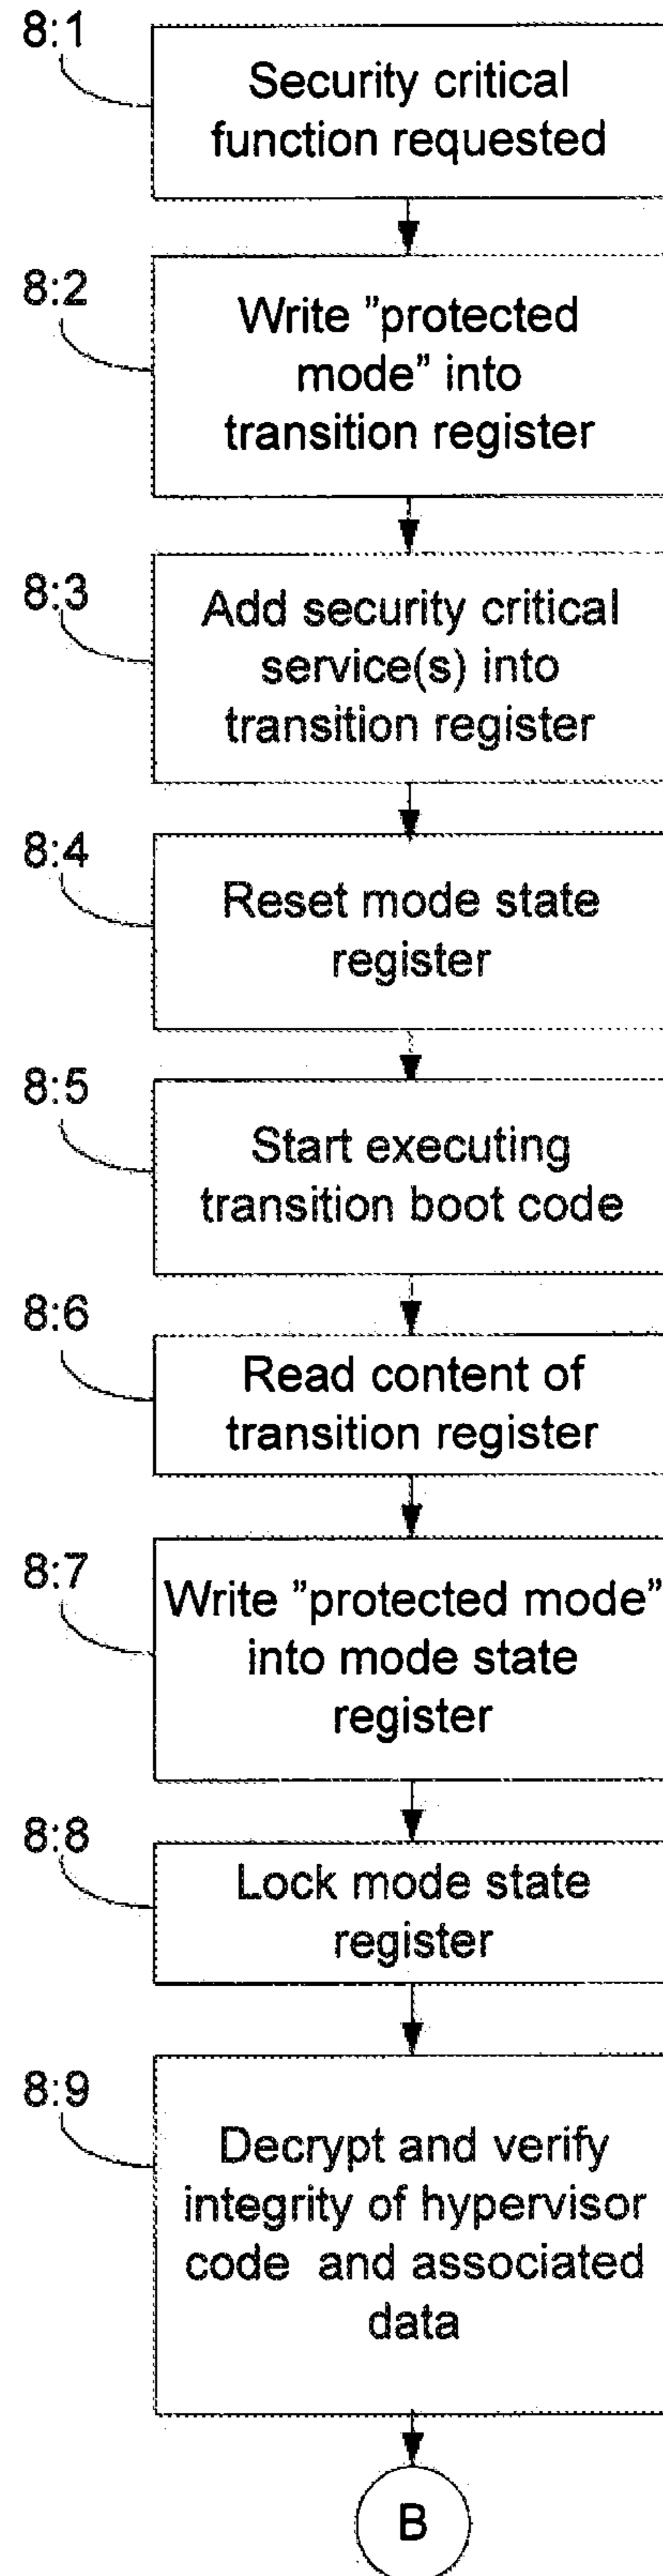 8:1
Security critical
function requested
8:2
Write ”protected
mode” into
transition register
8:3
Add security critical
service(s) into
transition register
8:4
Reset mode state
register
8:5
Start executing
transition boot code
8:6
Read content of
transition register
8:7
Write ”protected mode”
into mode state
register
8:8
Lock mode state
register
8:9
Decrypt and verify
integrity of hypervisor
code and associated
data
B